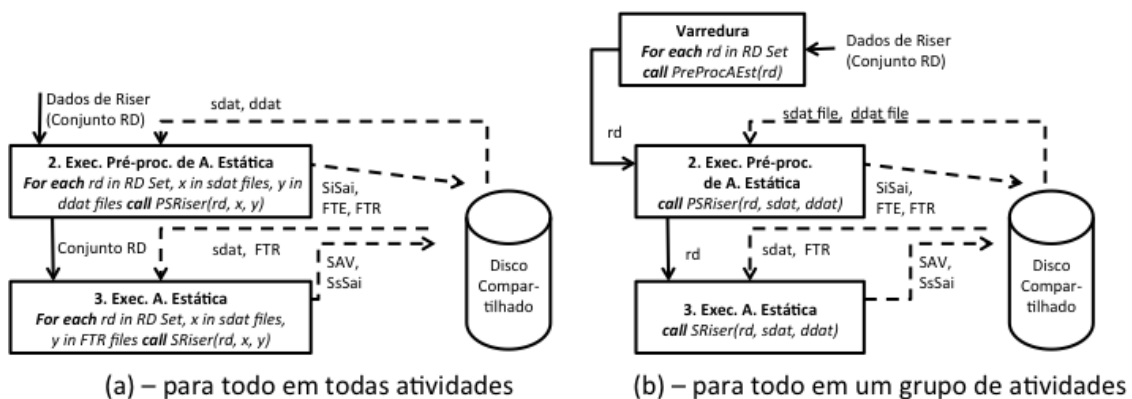 Dados de Riser
(Conjunto RD)
sdat, ddat
2. Exec. Pré-proc. de A. Estática
For each rd in RD Set, x in sdat files, y in
ddat files call PSRiser(rd, x, y)
SiSai,
FTE, FTR
Conjunto RD
sdat, FTR
SAV,
SsSai
3. Exec. A. Estática
For each rd in RD Set, x in sdat files,
y in FTR files call SRiser(rd, x, y)
Disco
Compar-
tilhado
(a) – para todo em todas atividades
Varredura
For each rd in RD Set
call PreProcAEst(rd)
Dados de Riser
(Conjunto RD)
rd
sdat file, ddat file
2. Exec. Pré-proc.
de A. Estática
call PSRiser(rd, sdat, ddat)
SiSai,
FTE, FTR
rd
sdat, FTR
SAV,
SsSai
3. Exec. A. Estática
call SRiser(rd, sdat, ddat)
Disco
Compar-
tilhado
(b) – para todo em um grupo de atividades